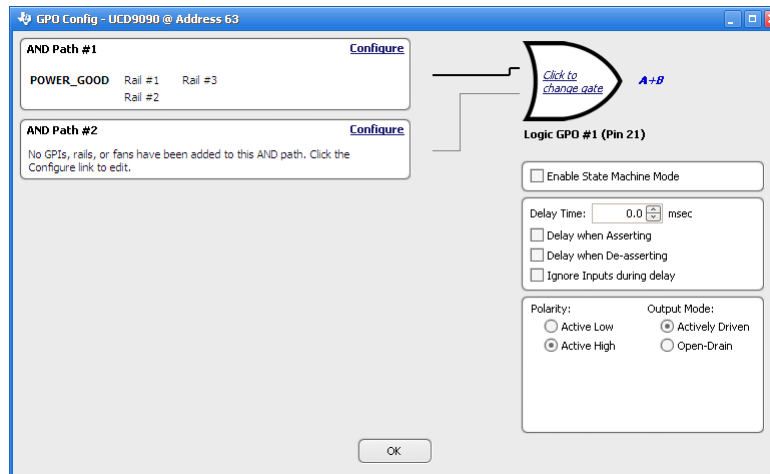 GPO Config - UCD9090 @ Address 63
AND Path #1 Configure
POWER_GOOD Rail #1 Rail #3
Rail #2
AND Path #2 Configure
No GPIs, rails, or fans have been added to this AND path. Click the
Configure link to edit.
Click to
change gate
A+B
Logic GPO #1 (Pin 21)
Enable State Machine Mode
Delay Time: 0.0 msec
Delay when Asserting
Delay when De-asserting
Ignore Inputs during delay
Polarity: Output Mode:
Active Low Actively Driven
Active High Open-Drain
OK